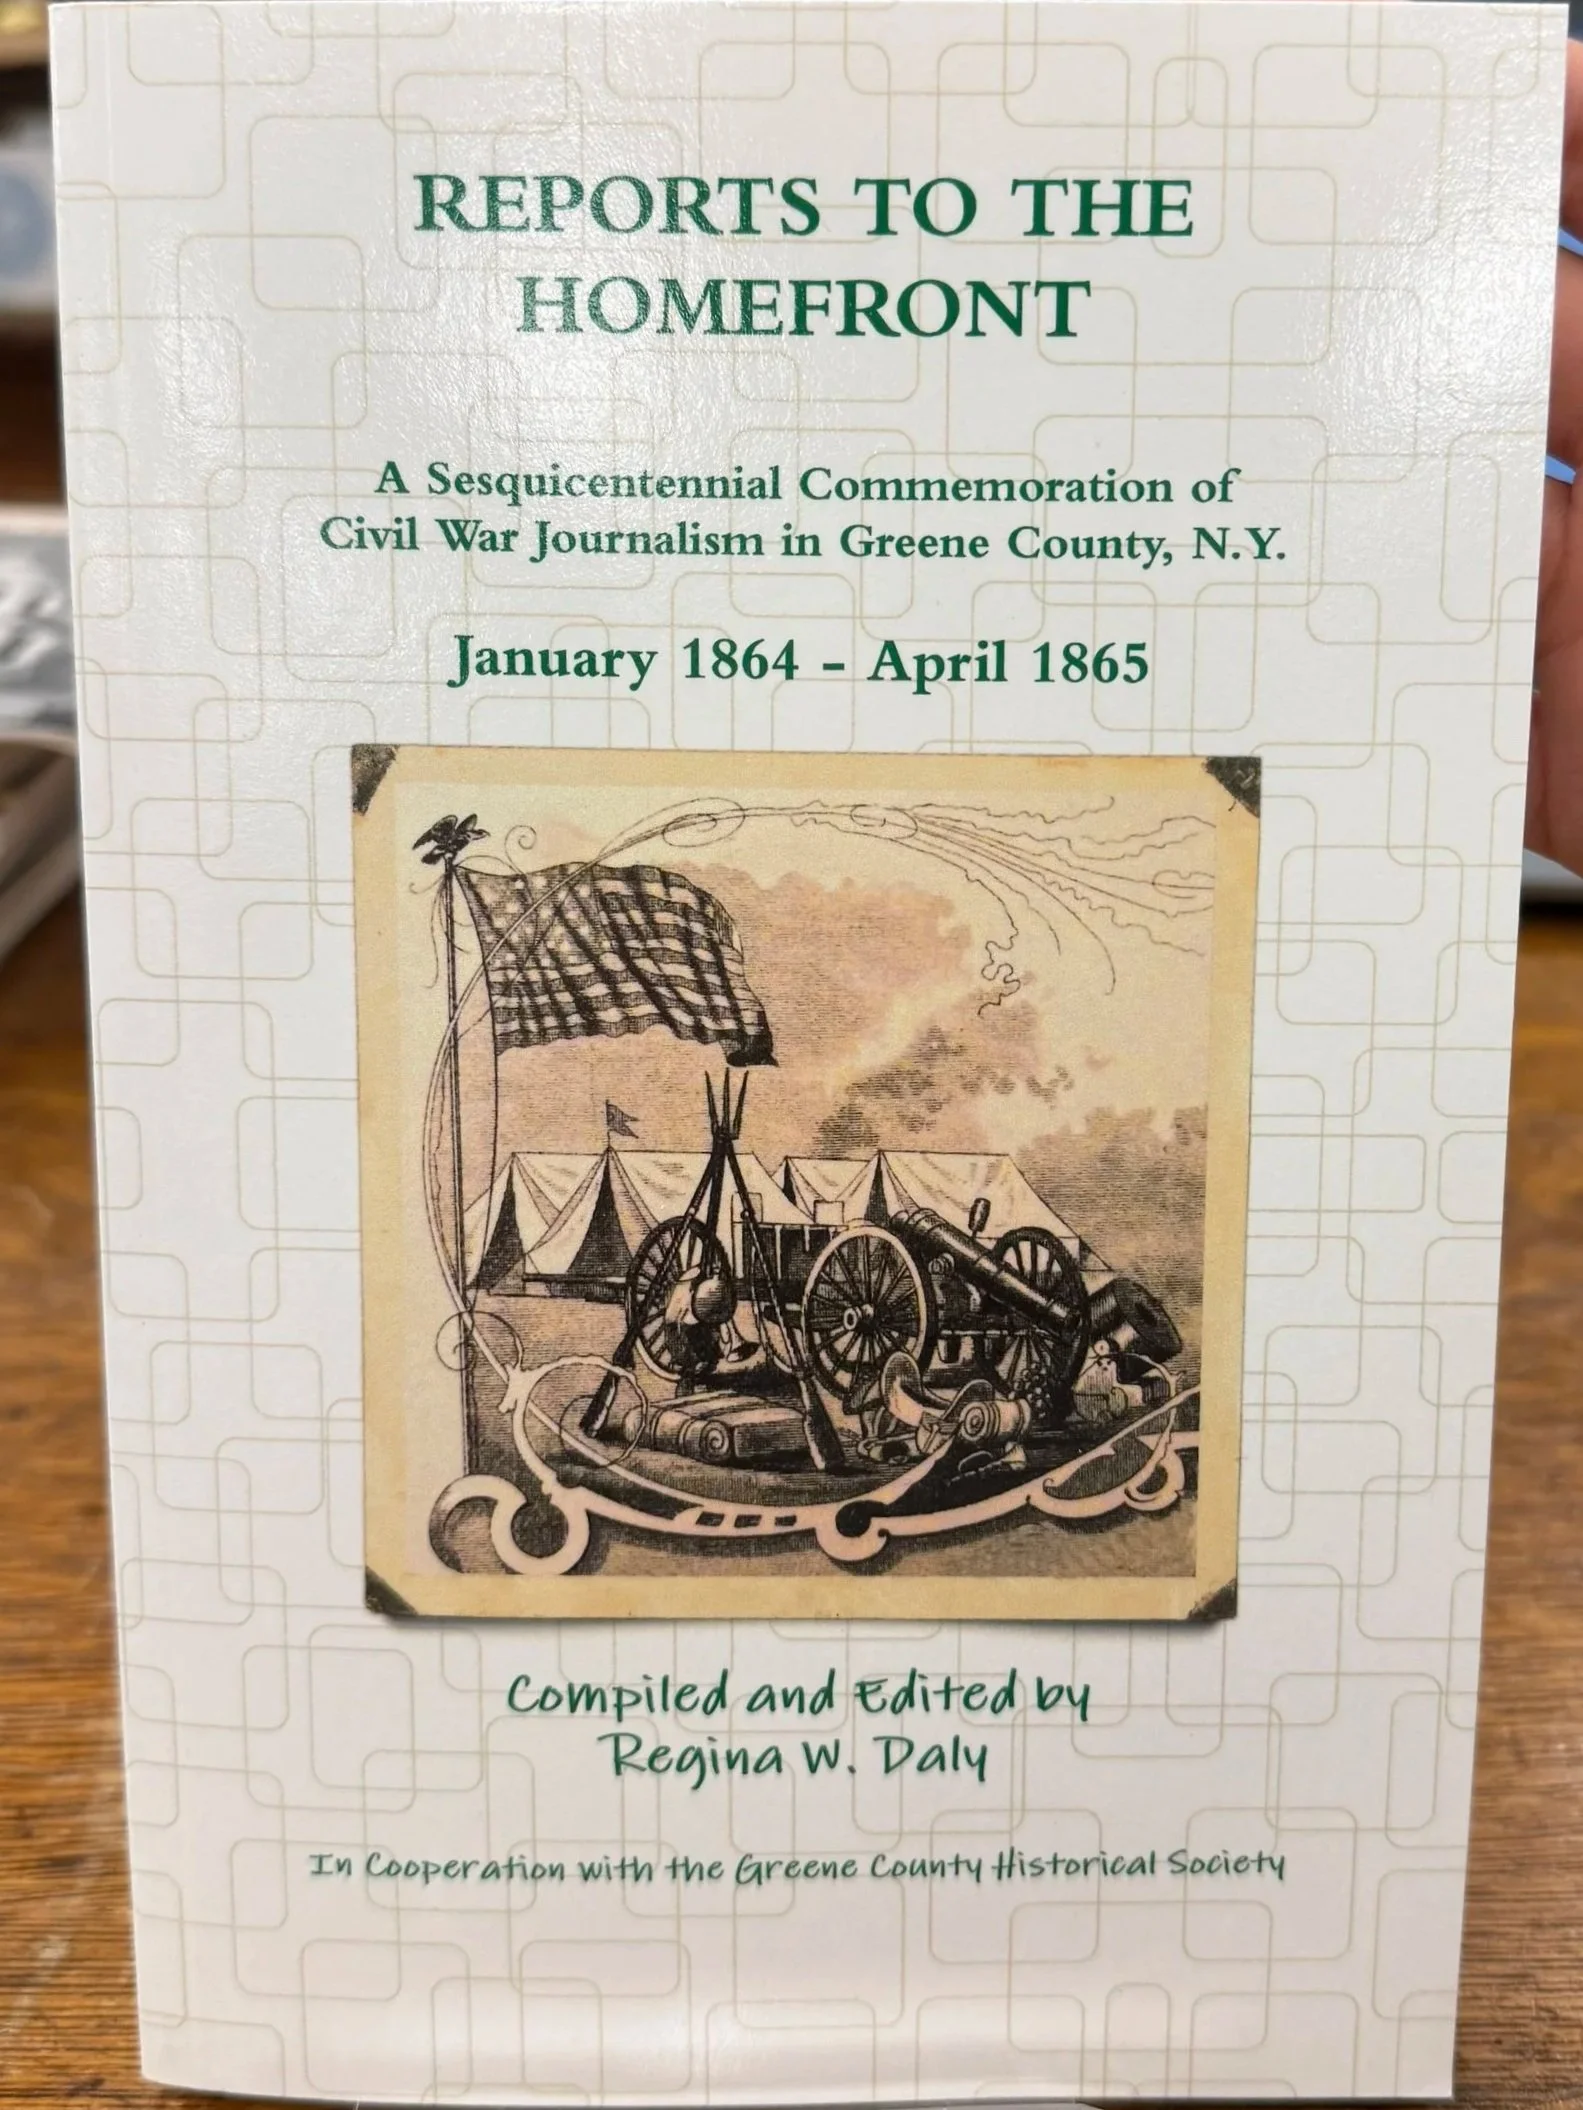 REPORTS TO THE
HOMEFRONT
A Sesquicentennial Commemoration of
Civil War Journalism in Greene County, N.Y.
January 1864 – April 1865
Compiled and Edited by
Regina W. Daly
In Cooperation with the Greene County Historical Society